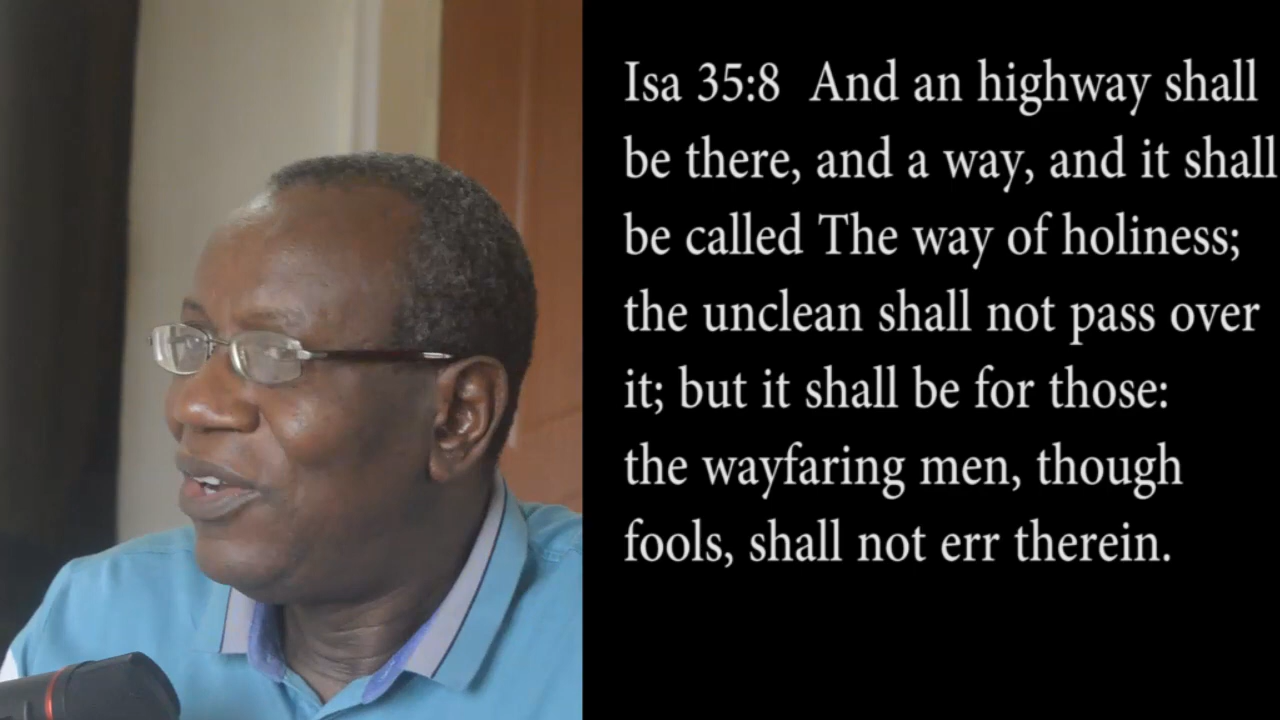 Isa 35:8  And an highway shall
be there, and a way, and it shall
be called The way of holiness;
the unclean shall not pass over
it; but it shall be for those:
the wayfaring men, though
fools, shall not err therein.